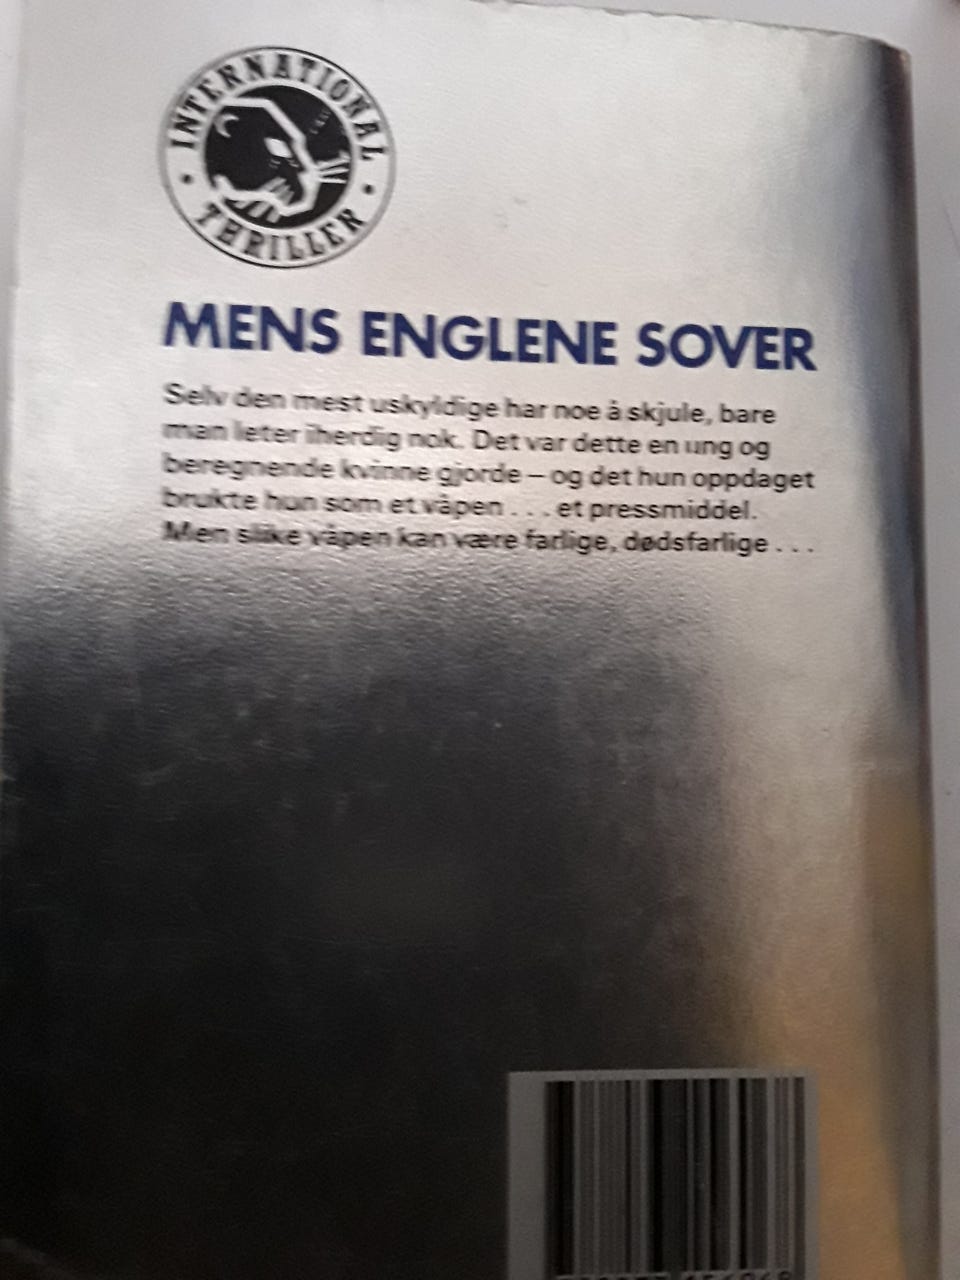 INTERNATIONAL
THRILLER
MENS ENGLENE SOVER
Selv den mest uskyldige har noe å skjule, bare
man leter iherdig nok. Det var dette en ung og
beregnende kvinne gjorde – og det hun oppdaget
brukte hun som et våpen . . . et pressmiddel.
Men slike våpen kan være farlige, dødsfarlige . . .